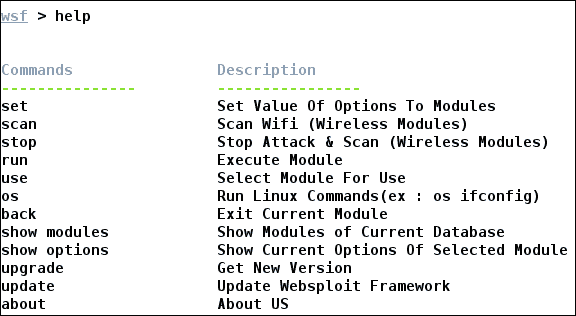 wsf > help
Commands Description
--------------- ----------------
set Set Value Of Options To Modules
scan Scan Wifi (Wireless Modules)
stop Stop Attack & Scan (Wireless Modules)
run Execute Module
use Select Module For Use
os Run Linux Commands(ex : os ifconfig)
back Exit Current Module
show modules Show Modules of Current Database
show options Show Current Options Of Selected Module
upgrade Get New Version
update Update Websploit Framework
about About US